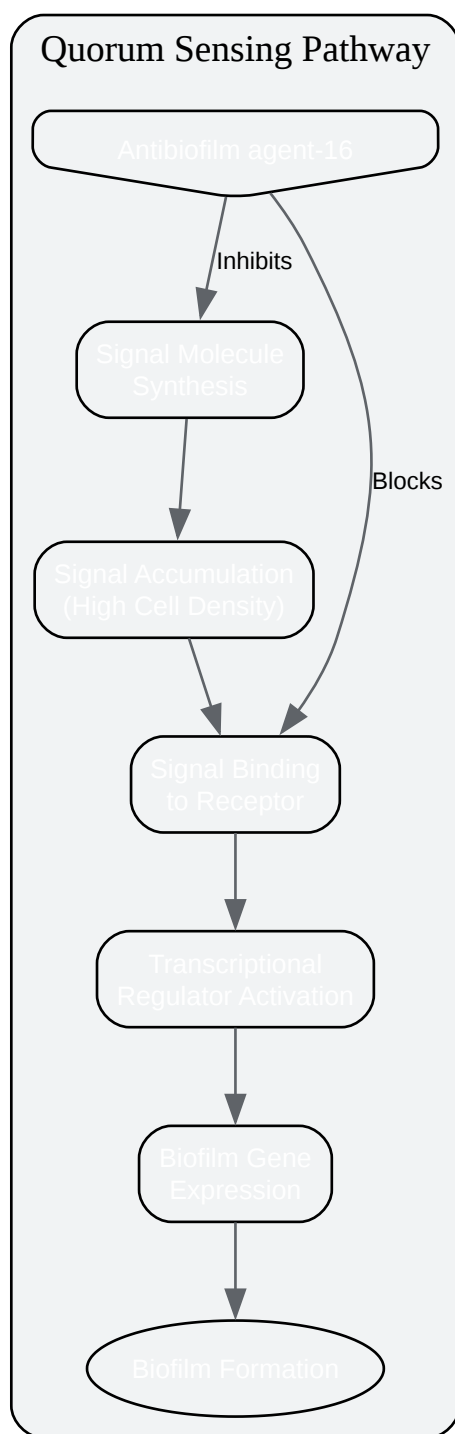 Quorum Sensing Pathway
Antibiofilm agent-16
Inhibits
Signal Molecule
Synthesis
Blocks
Signal Accumulation
(High Cell Density)
Signal Binding
to Receptor
Transcriptional
Regulator Activation
Biofilm Gene
Expression
Biofilm Formation